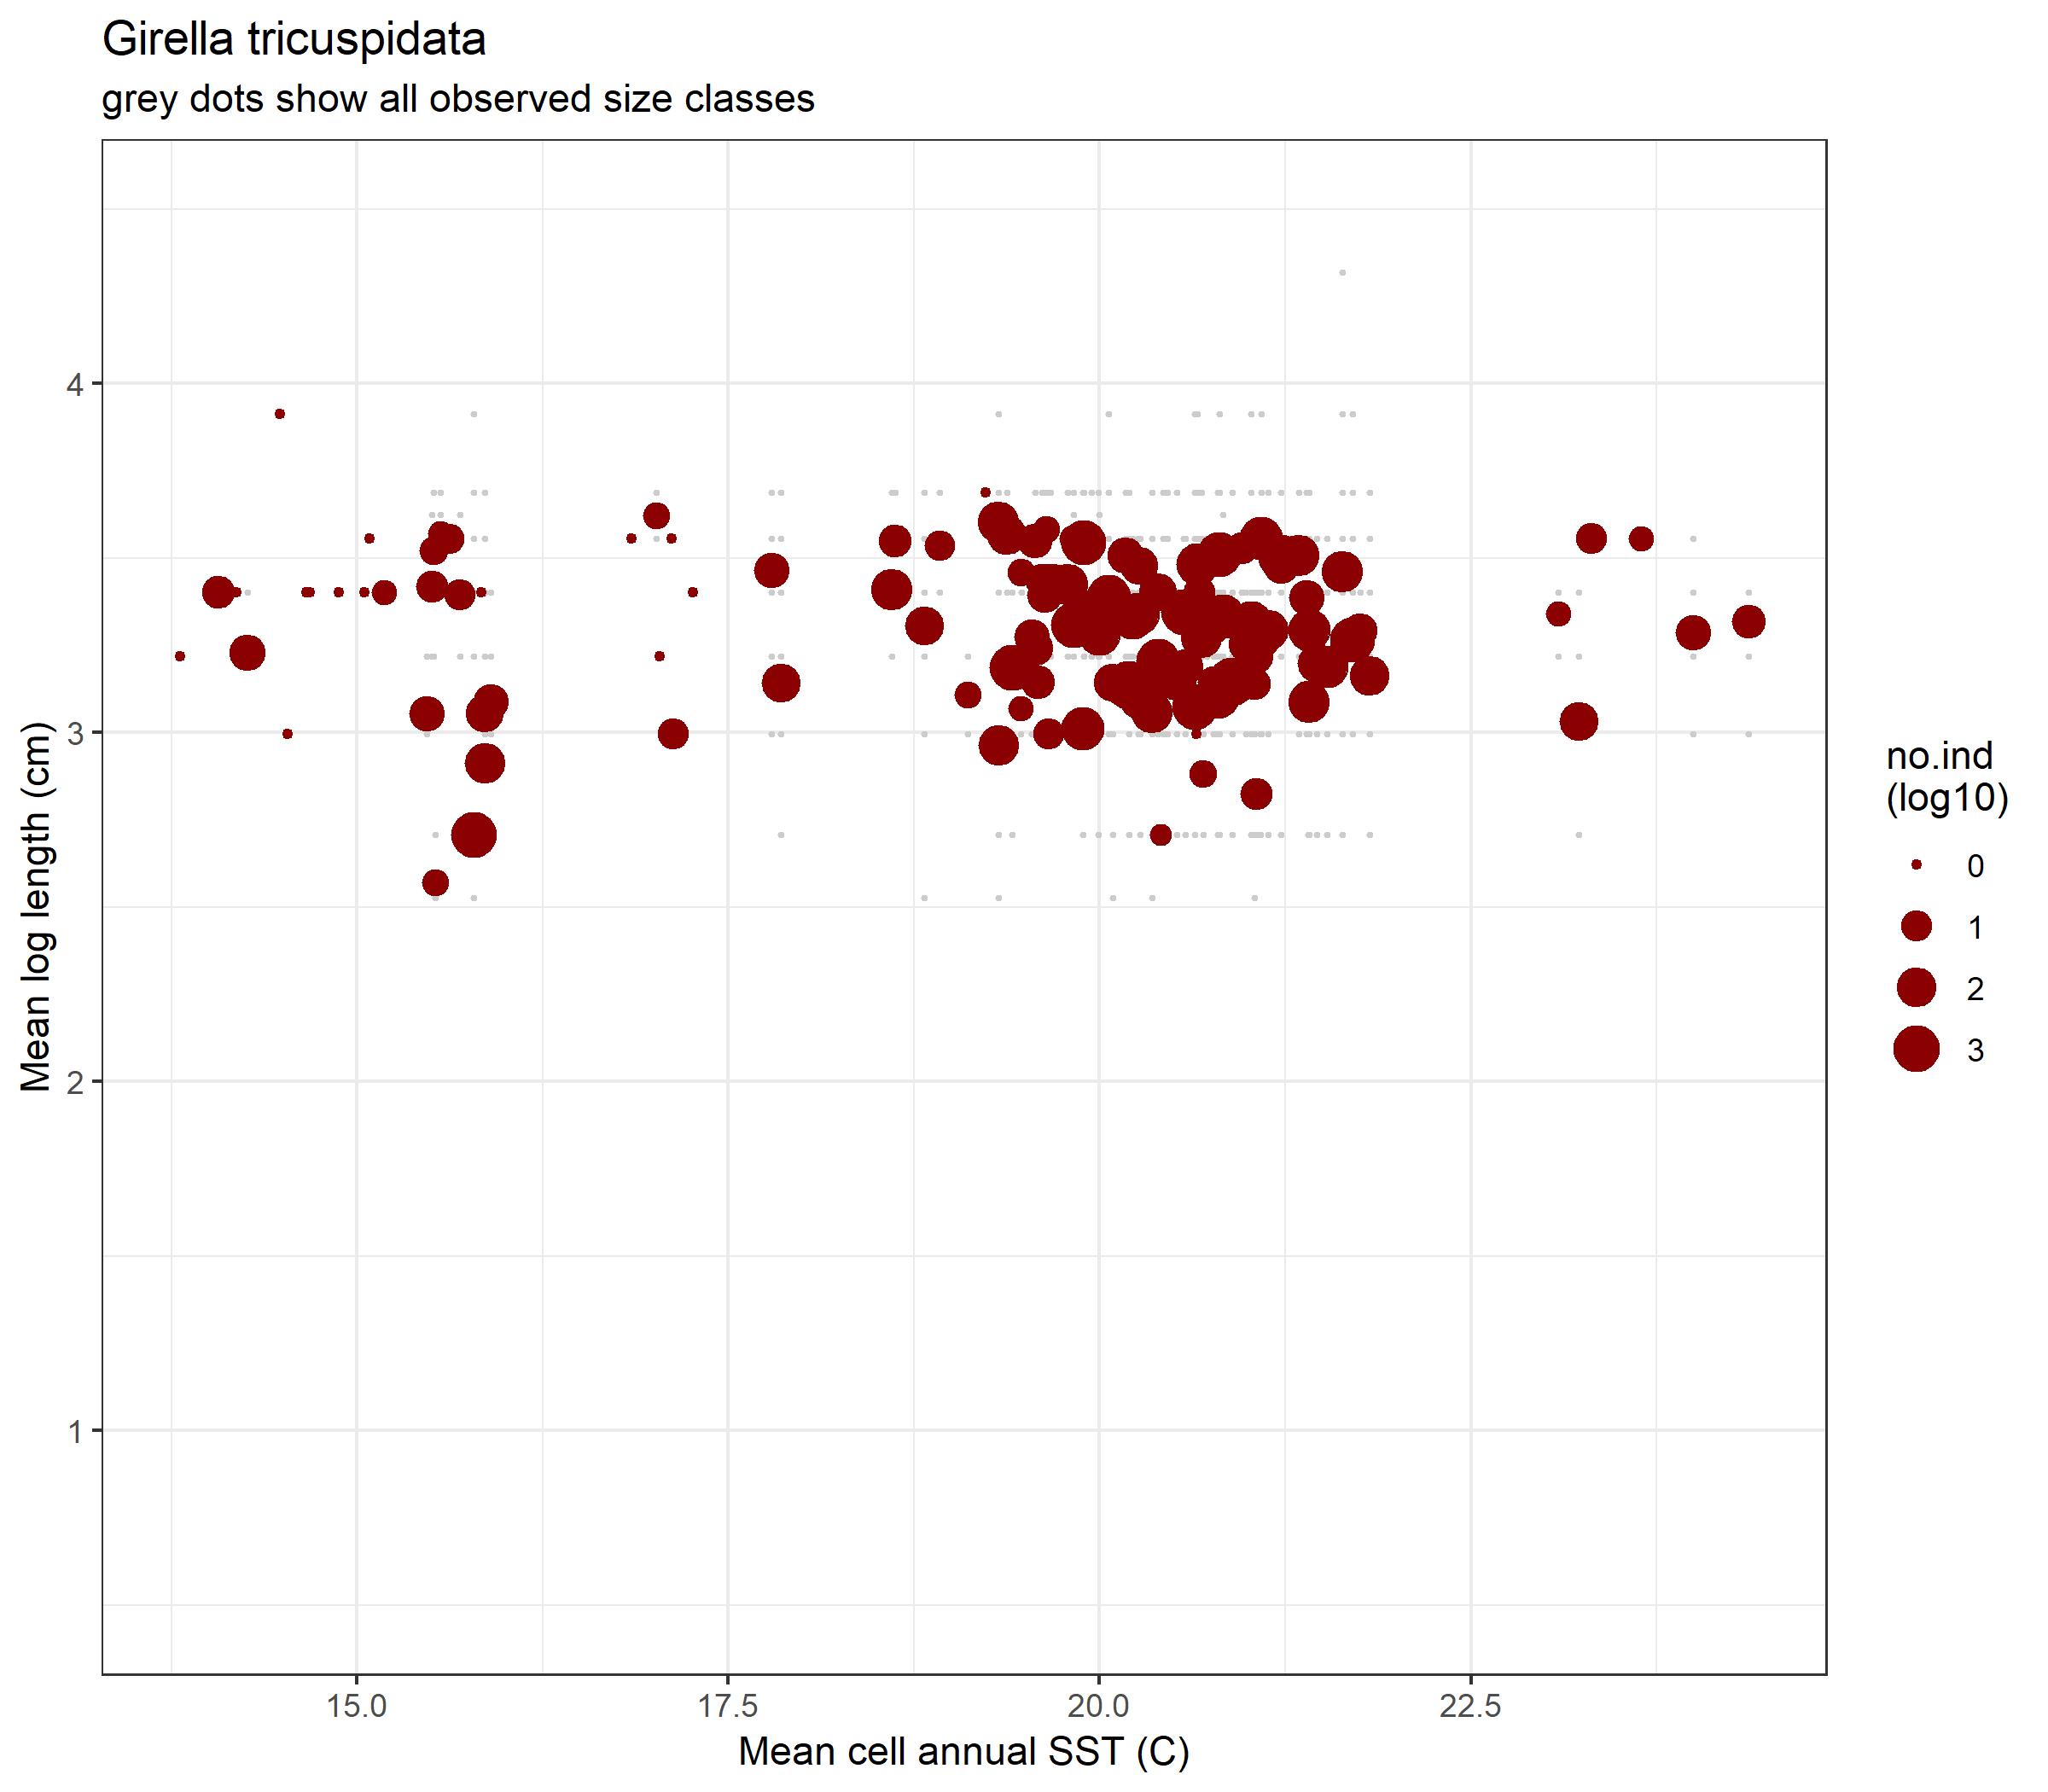 Girella tricuspidata
grey dots show all observed size classes
Mean log length (cm)
4
3
2
1
15.0
17.5
20.0
22.5
Mean cell annual SST (C)
no.ind
(log10)
0
1
2
3